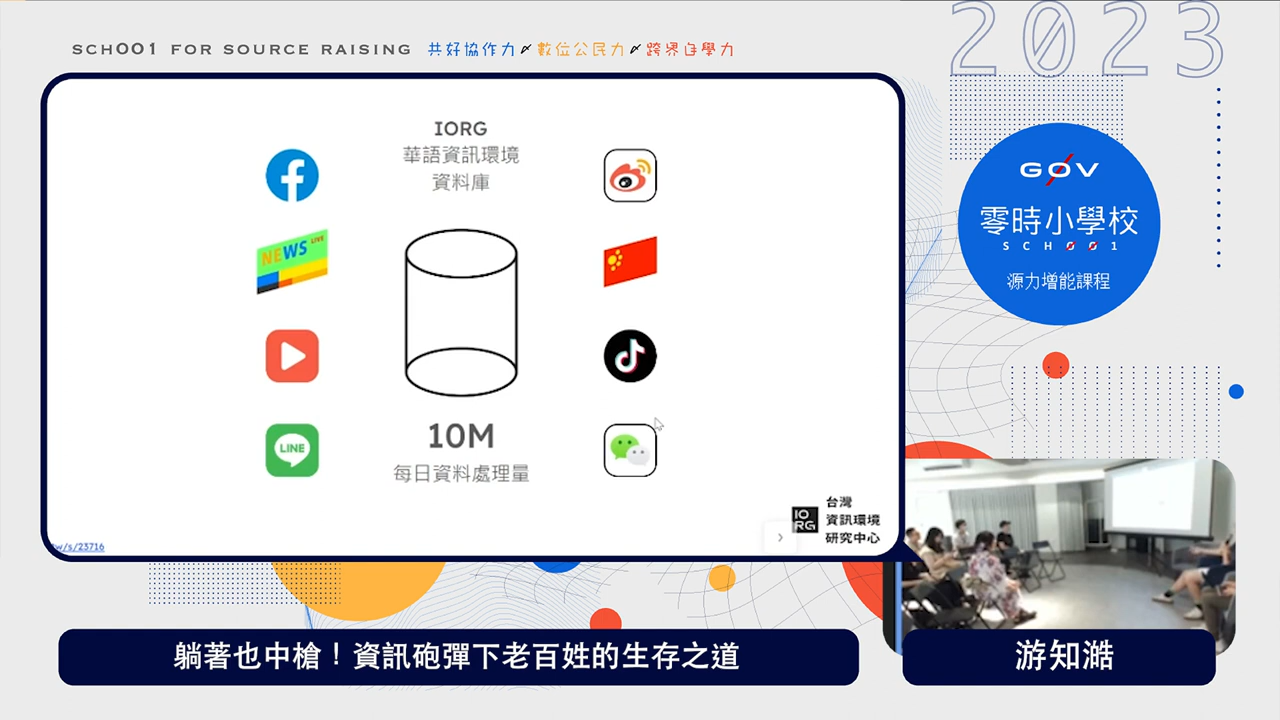 SCH001 FOR SOURCE RAISING 共好協作力 數位公民力 跨界自學力
2023
IORG
華語資訊環境
資料庫
NEWS LIVE
LINE
10M
每日資料處理量
IORG
台灣
資訊環境
研究中心
w/s/23716
G0V
零時小學校
SCH001
源力增能課程
躺著也中槍！資訊砲彈下老百姓的生存之道
游知澔